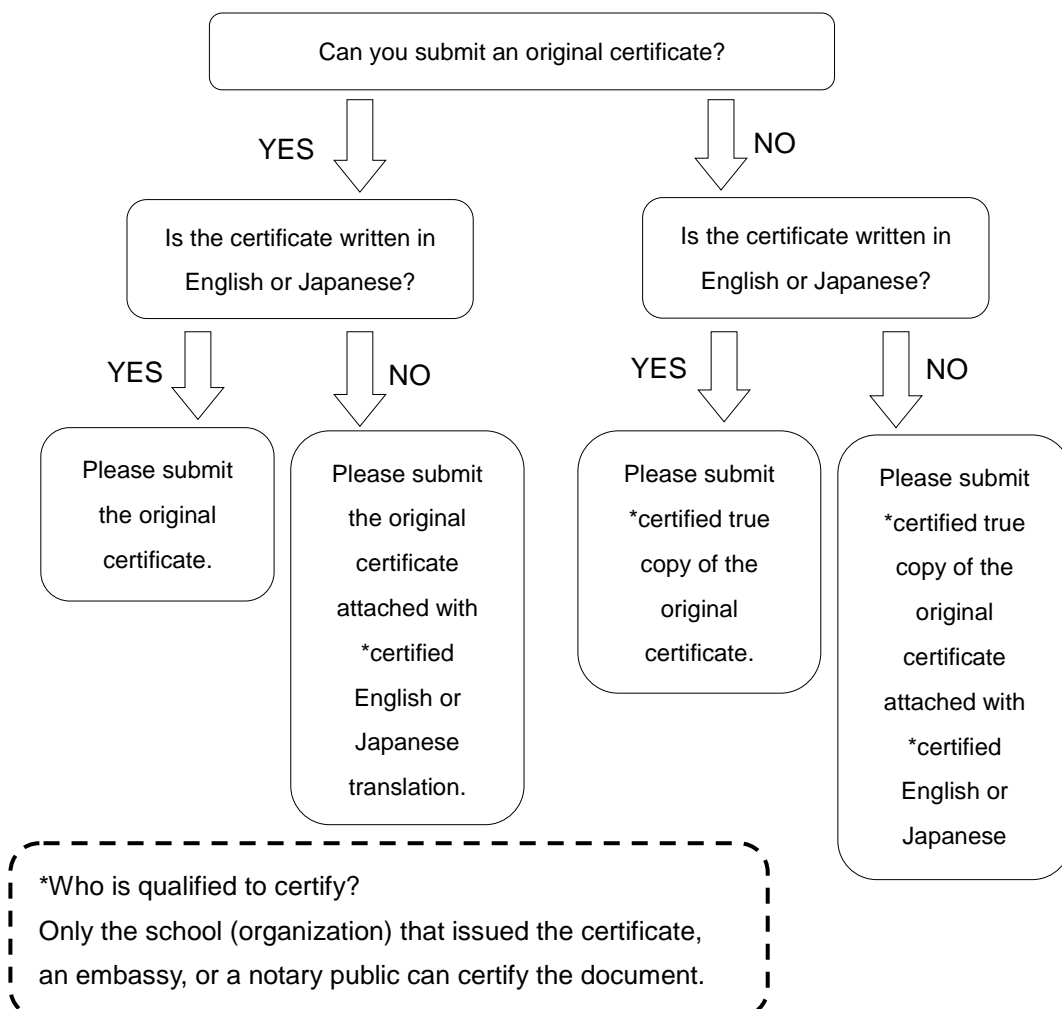 Can you submit an original certificate?
YES
NO
Is the certificate written in
English or Japanese?
Is the certificate written in
English or Japanese?
YES
NO
YES
NO
Please submit
the original
certificate.
Please submit
the original
certificate
attached with
*certified
English or
Japanese
translation.
Please submit
*certified true
copy of the
original
certificate.
Please submit
*certified true
copy of the
original
certificate
attached with
*certified
English or
Japanese
*Who is qualified to certify?
Only the school (organization) that issued the certificate,
an embassy, or a notary public can certify the document.